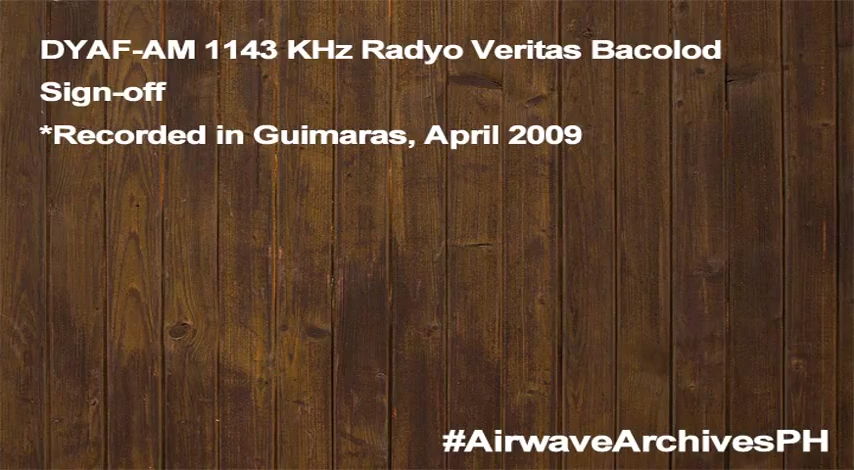 DYAF-AM 1143 KHz Radyo Veritas Bacolod
Sign-off
*Recorded in Guimaras, April 2009
#AirwaveArchivesPH